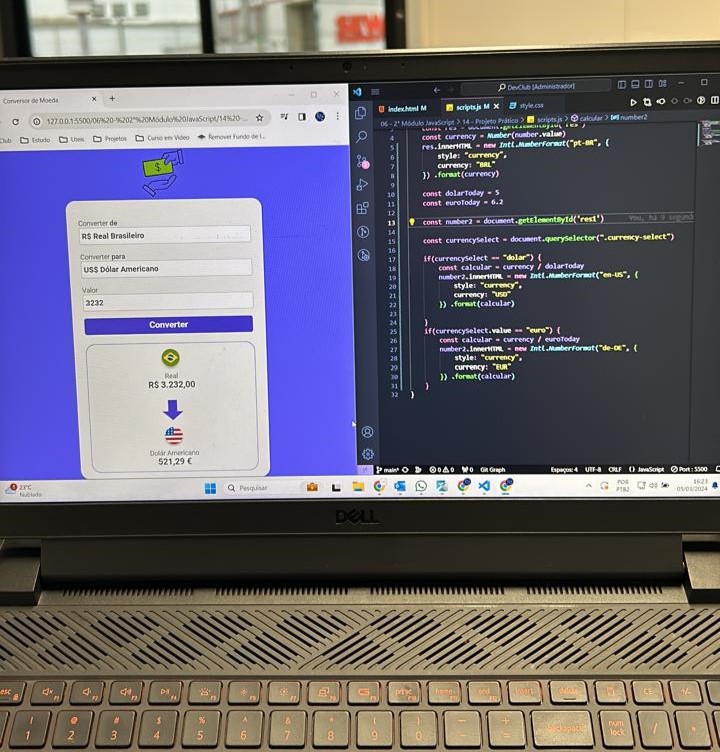 Conversor de Moeda
127.0.0.1:5500/06%20-%202°%20Módulo%20JavaScript/14%20-...
Club Estudo Uteis Projetos Curso em Vídeo Remover Fundo de I...
$
Converter de
R$ Real Brasileiro
Converter para
US$ Dólar Americano
Valor
3232
Converter
Real
R$ 3.232,00
Dolár Americano
521,29 €
DevClub [Administrador]
index.html M scripts.js M style.css
06 - 2° Módulo JavaScript > 14 - Projeto Prático > scripts.js > calcular > number2
4 const currency = Number(number.value)
5 res.innerHTML = new Intl.NumberFormat("pt-BR", {
6 style: "currency",
7 currency: "BRL"
8 }) .format(currency)
9
10 const dolarToday = 5
11 const euroToday = 6.2
12
13 const number2 = document.getElementById('res1') You, há 9 segund
14
15 const currencySelect = document.querySelector(".currency-select")
16
17 if(currencySelect == "dolar") {
18 const calcular = currency / dolarToday
19 number2.innerHTML = new Intl.NumberFormat("en-US", {
20 style: "currency",
21 currency: "USD"
22 }) .format(calcular)
23
24 }
25 if(currencySelect.value == "euro") {
26 const calcular = currency / euroToday
27 number2.innerHTML = new Intl.NumberFormat("de-DE", {
28 style: "currency",
29 currency: "EUR"
30 }) .format(calcular)
31 }
32 }
main* 0 0 0 Git Graph Espaços: 4 UTF-8 CRLF {} JavaScript Port : 5500
23°C
Nublado
Pesquisar
POR
PTB2
16:23
05/03/2024
DELL
esc F1 F2 F3 F4 F5 F6 F7 F8 F9 home end insert delete CE
! @ # $ % & * ( ) backspace num lock / *
1 2 3 4 5 6 7 8 9 0 - =